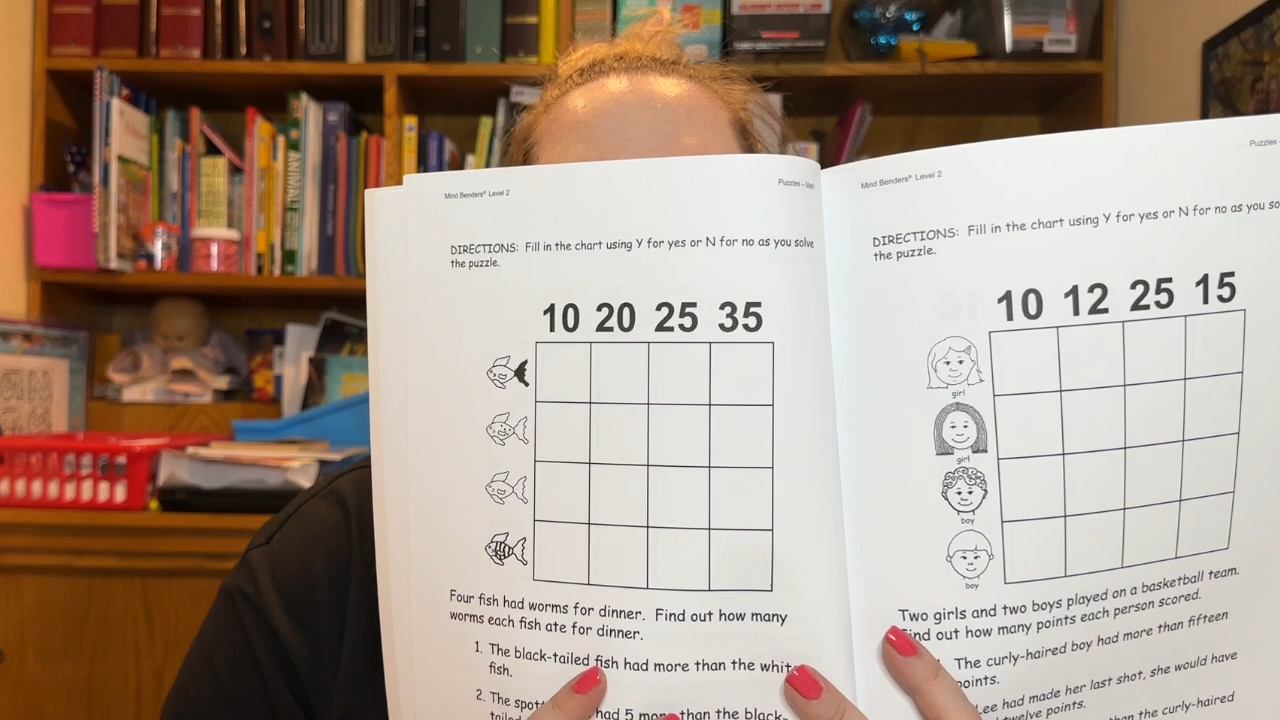 ANIMAL
Mind Benders® Level 2
Puzzles -
DIRECTIONS: Fill in the chart using Y for yes or N for no as you solve
the puzzle.
10 20 25 35
Four fish had worms for dinner. Find out how many
worms each fish ate for dinner.
1. The black-tailed fish had more than the
fish.
2. The had 5 than the black-
Mind Benders® Level 2
Puzzles -
DIRECTIONS: Fill in the chart using Y for yes or N for no as you
the puzzle.
10 12 25 15
girl
girl
boy
boy
Two girls and two boys played on a basketball team.
Find out how many points each person scored.
The curly-haired boy had more than fifteen
points.
Lee had made her last shot, she would have
twelve points.
than the curly-haired